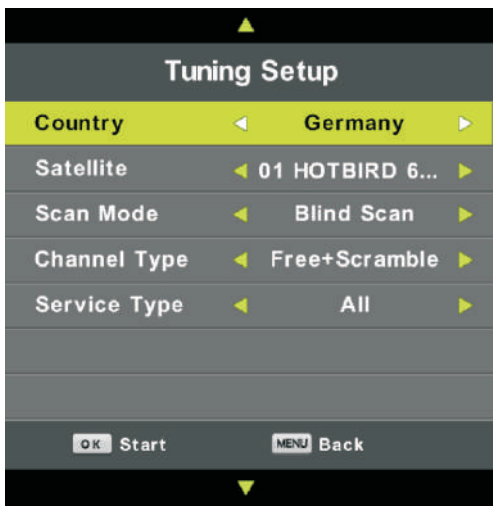 Tuning Setup
Country Germany
Satellite 01 HOTBIRD 6...
Scan Mode Blind Scan
Channel Type Free+Scramble
Service Type All
OK Start MENU Back